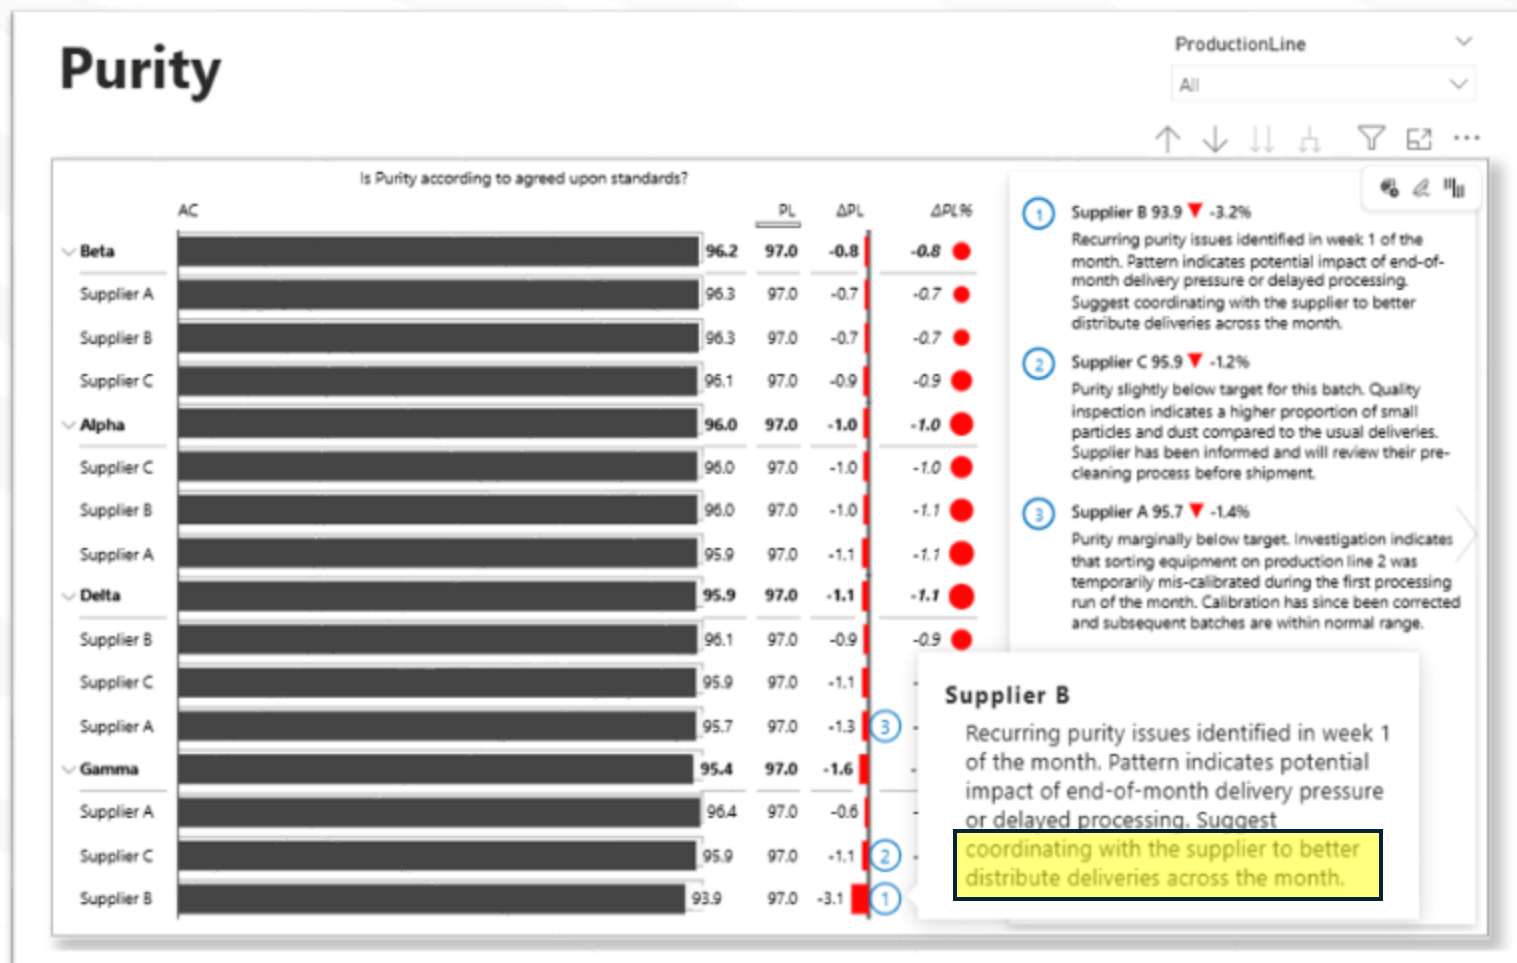 Purity
ProductionLine
All
Is Purity according to agreed upon standards?
AC PL ΔPL ΔPL%
Beta 96.2 97.0 -0.8 -0.8
Supplier A 96.3 97.0 -0.7 -0.7
Supplier B 96.3 97.0 -0.7 -0.7
Supplier C 96.1 97.0 -0.9 -0.9
Alpha 96.0 97.0 -1.0 -1.0
Supplier C 96.0 97.0 -1.0 -1.0
Supplier B 96.0 97.0 -1.0 -1.1
Supplier A 95.9 97.0 -1.1 -1.1
Delta 95.9 97.0 -1.1 -1.1
Supplier B 96.1 97.0 -0.9 -0.9
Supplier C 95.9 97.0 -1.1 -
Supplier A 95.7 97.0 -1.3 3 -
Gamma 95.4 97.0 -1.6 -
Supplier A 96.4 97.0 -0.6 -
Supplier C 95.9 97.0 -1.1 2 -
Supplier B 93.9 97.0 -3.1 1
1 Supplier B 93.9 ▼ -3.2%
Recurring purity issues identified in week 1 of the
month. Pattern indicates potential impact of end-of-
month delivery pressure or delayed processing.
Suggest coordinating with the supplier to better
distribute deliveries across the month.
2 Supplier C 95.9 ▼ -1.2%
Purity slightly below target for this batch. Quality
inspection indicates a higher proportion of small
particles and dust compared to the usual deliveries.
Supplier has been informed and will review their pre-
cleaning process before shipment.
3 Supplier A 95.7 ▼ -1.4%
Purity marginally below target. Investigation indicates
that sorting equipment on production line 2 was
temporarily mis-calibrated during the first processing
run of the month. Calibration has since been corrected
and subsequent batches are within normal range.
Supplier B
Recurring purity issues identified in week 1
of the month. Pattern indicates potential
impact of end-of-month delivery pressure
or delayed processing. Suggest
coordinating with the supplier to better
distribute deliveries across the month.